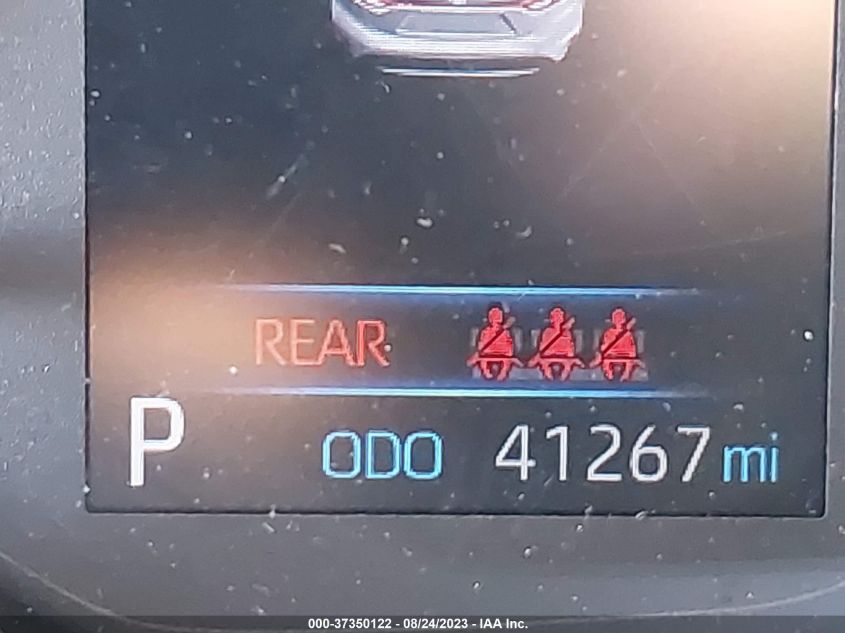 REAR
P ODO 41267 mi
000-37350122 - 08/24/2023 - IAA Inc.